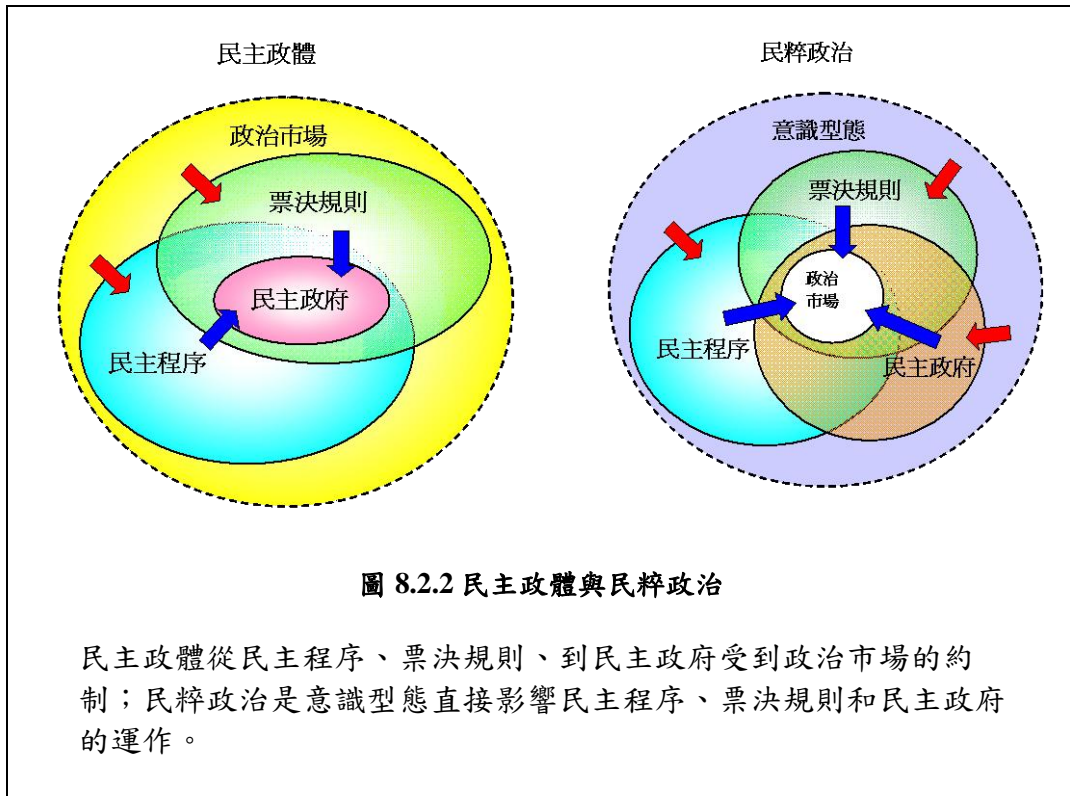 民主政體
民粹政治
政治市場
票決規則
民主政府
民主程序
意識型態
票決規則
政治
市場
民主程序
民主政府
圖 8.2.2 民主政體與民粹政治
民主政體從民主程序、票決規則、到民主政府受到政治市場的約
制；民粹政治是意識型態直接影響民主程序、票決規則和民主政府
的運作。